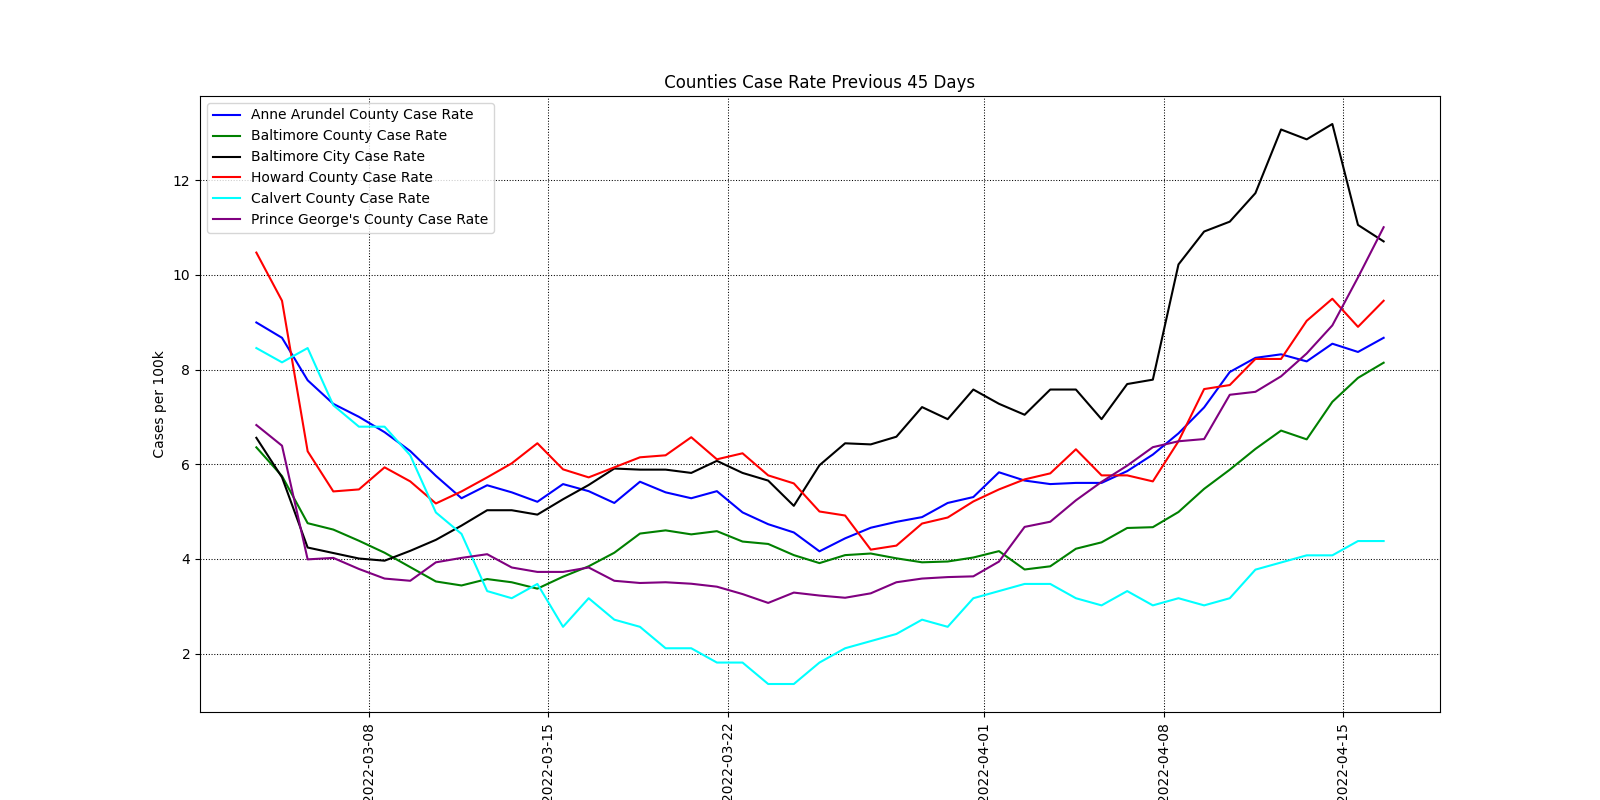 Counties Case Rate Previous 45 Days
Anne Arundel County Case Rate
Baltimore County Case Rate
Baltimore City Case Rate
Howard County Case Rate
Calvert County Case Rate
Prince George's County Case Rate
Cases per 100k
12
10
8
6
4
2
2022-03-08
2022-03-15
2022-03-22
2022-04-01
2022-04-08
2022-04-15